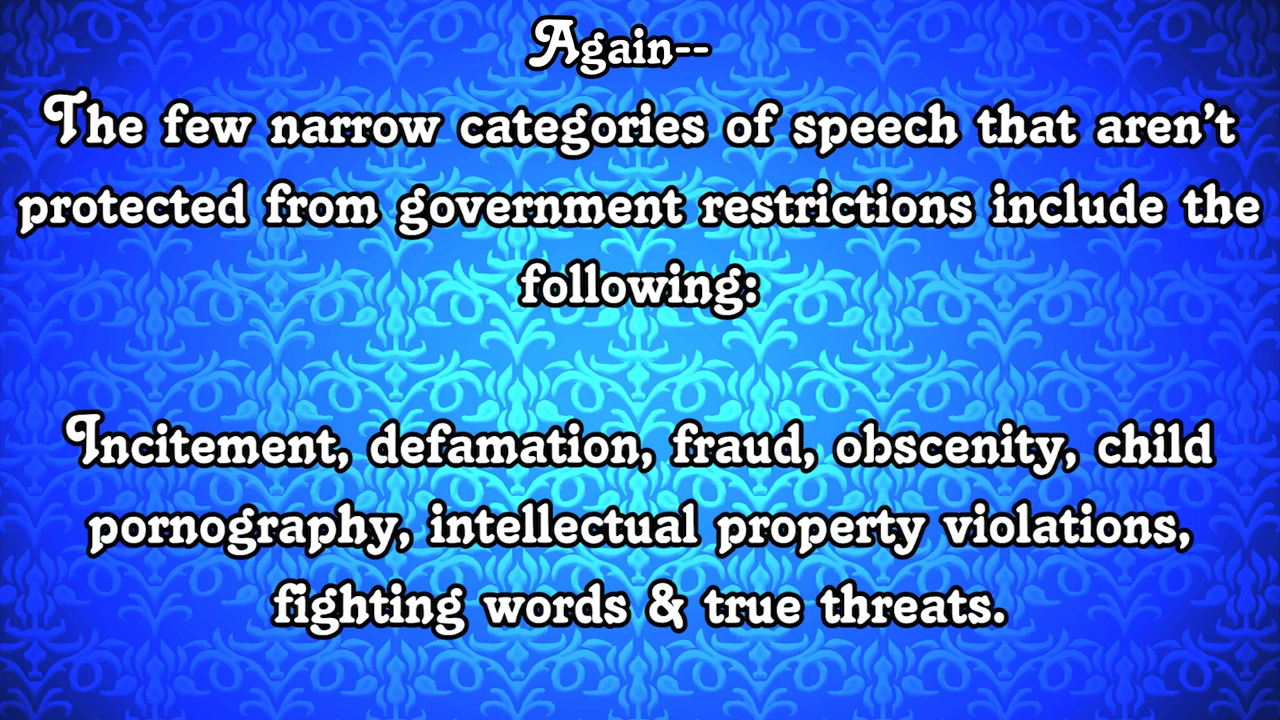 Again--
The few narrow categories of speech that aren't
protected from government restrictions include the
following:
Incitement, defamation, fraud, obscenity, child
pornography, intellectual property violations,
fighting words & true threats.